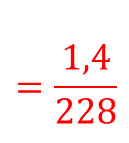 = 1,4
228